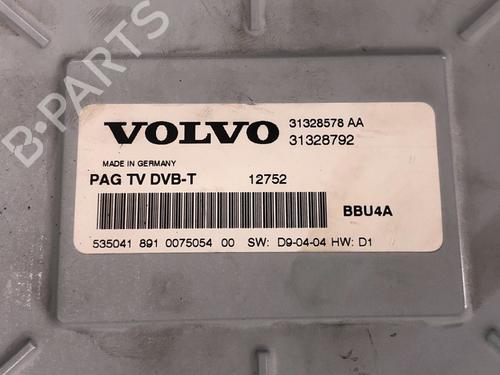 B-PARTS
VOLVO
31328578 AA
31328792
MADE IN GERMANY
PAG TV DVB-T 12752
BBU4A
535041 891 0075054 00 SW: D9-04-04 HW: D1